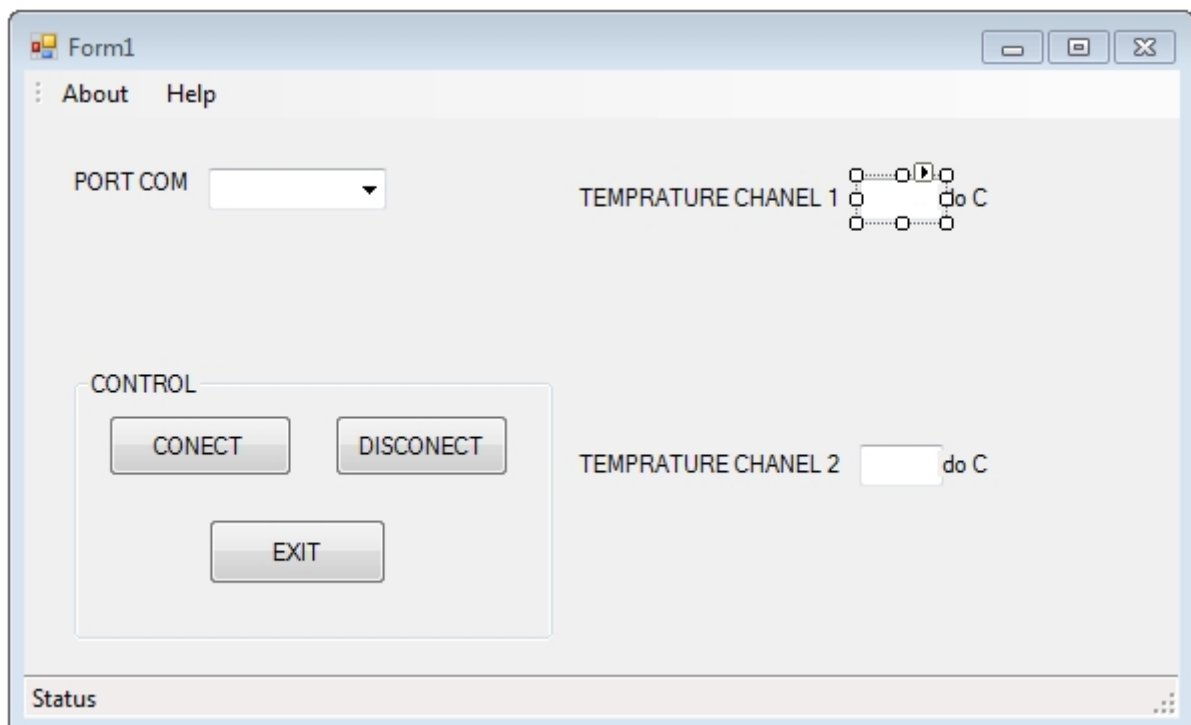 Form1
About Help
PORT COM
TEMPRATURE CHANEL 1 do C
CONTROL
CONECT DISCONECT
TEMPRATURE CHANEL 2 do C
EXIT
Status